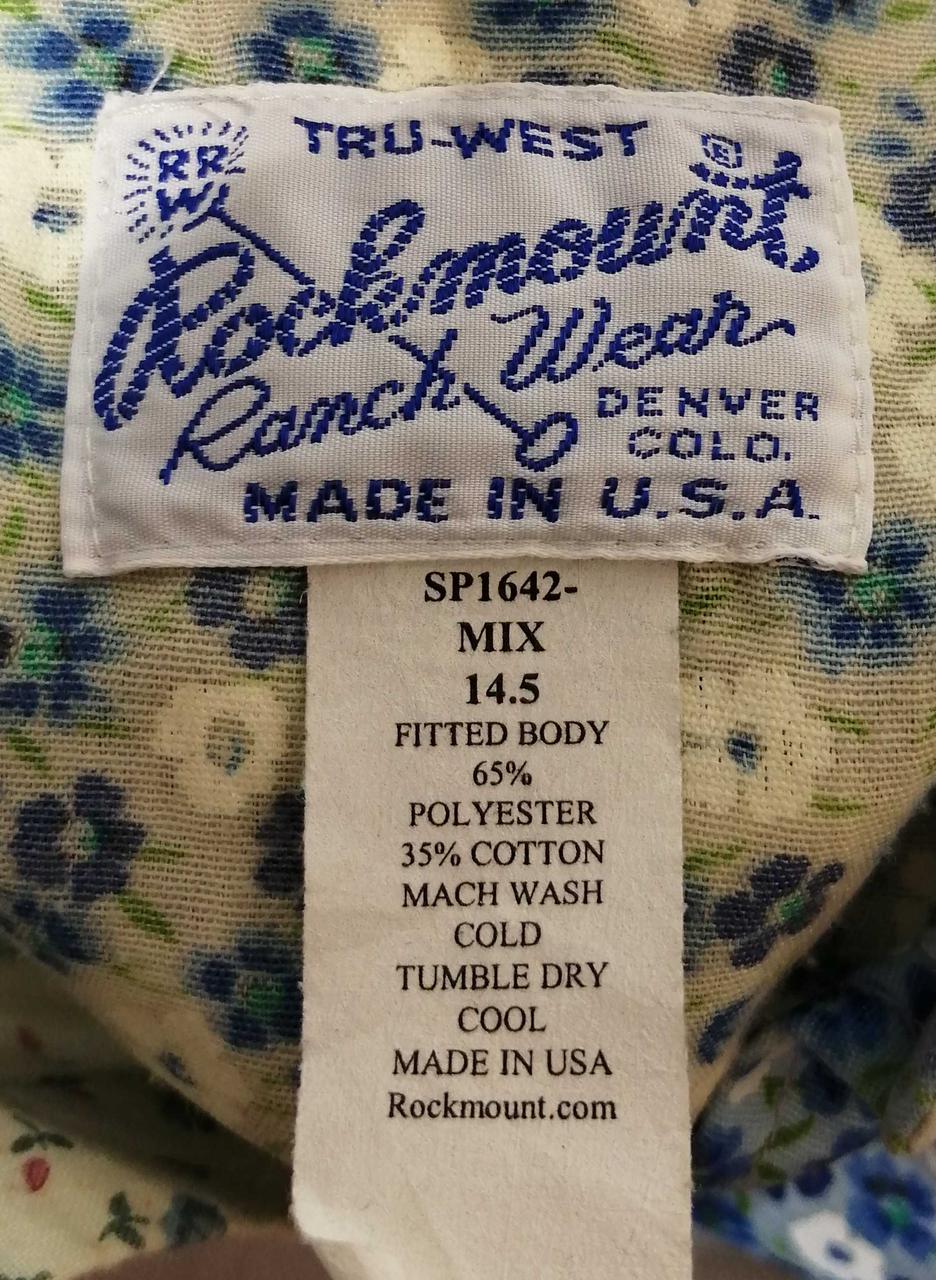 RR
W
TRU-WEST ®
Rockmount
Ranch Wear
DENVER
COLO.
MADE IN U.S.A.
SP1642-
MIX
14.5
FITTED BODY
65%
POLYESTER
35% COTTON
MACH WASH
COLD
TUMBLE DRY
COOL
MADE IN USA
Rockmount.com